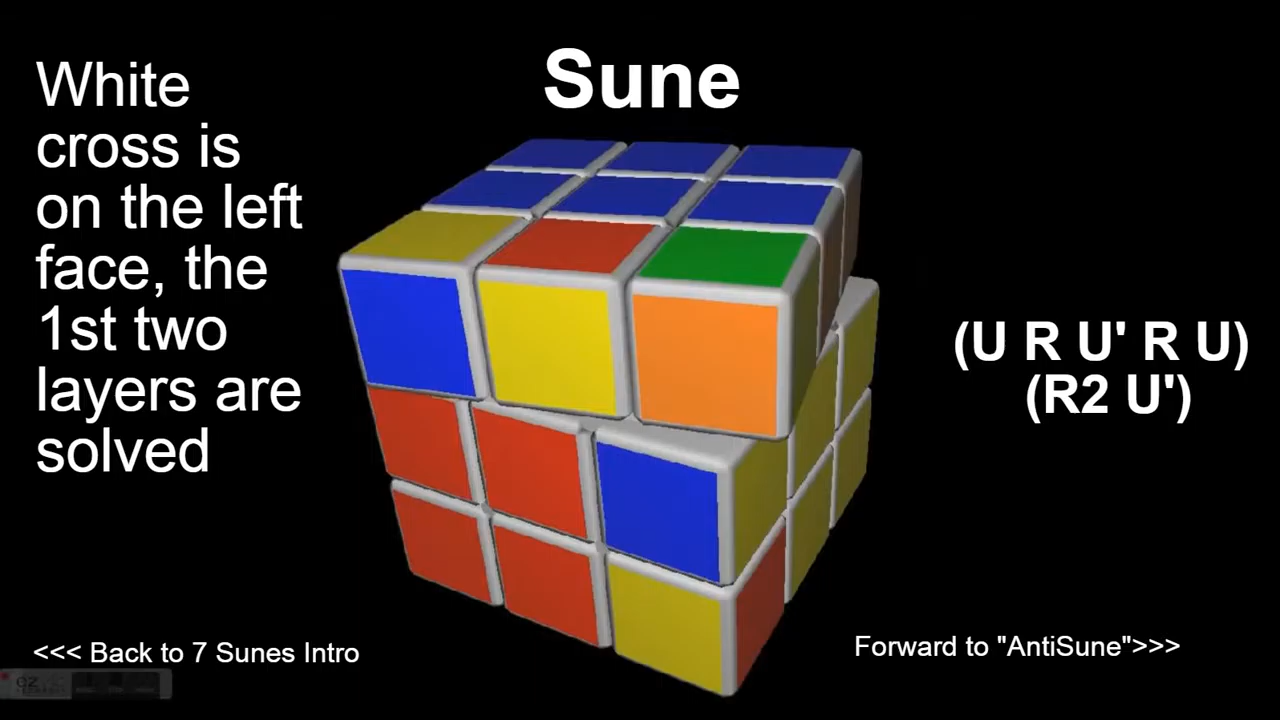 Sune
White
cross is
on the left
face, the
1st two
layers are
solved
(U R U' R U)
(R2 U')
<<< Back to 7 Sunes Intro
Forward to "AntiSune">>>
ez